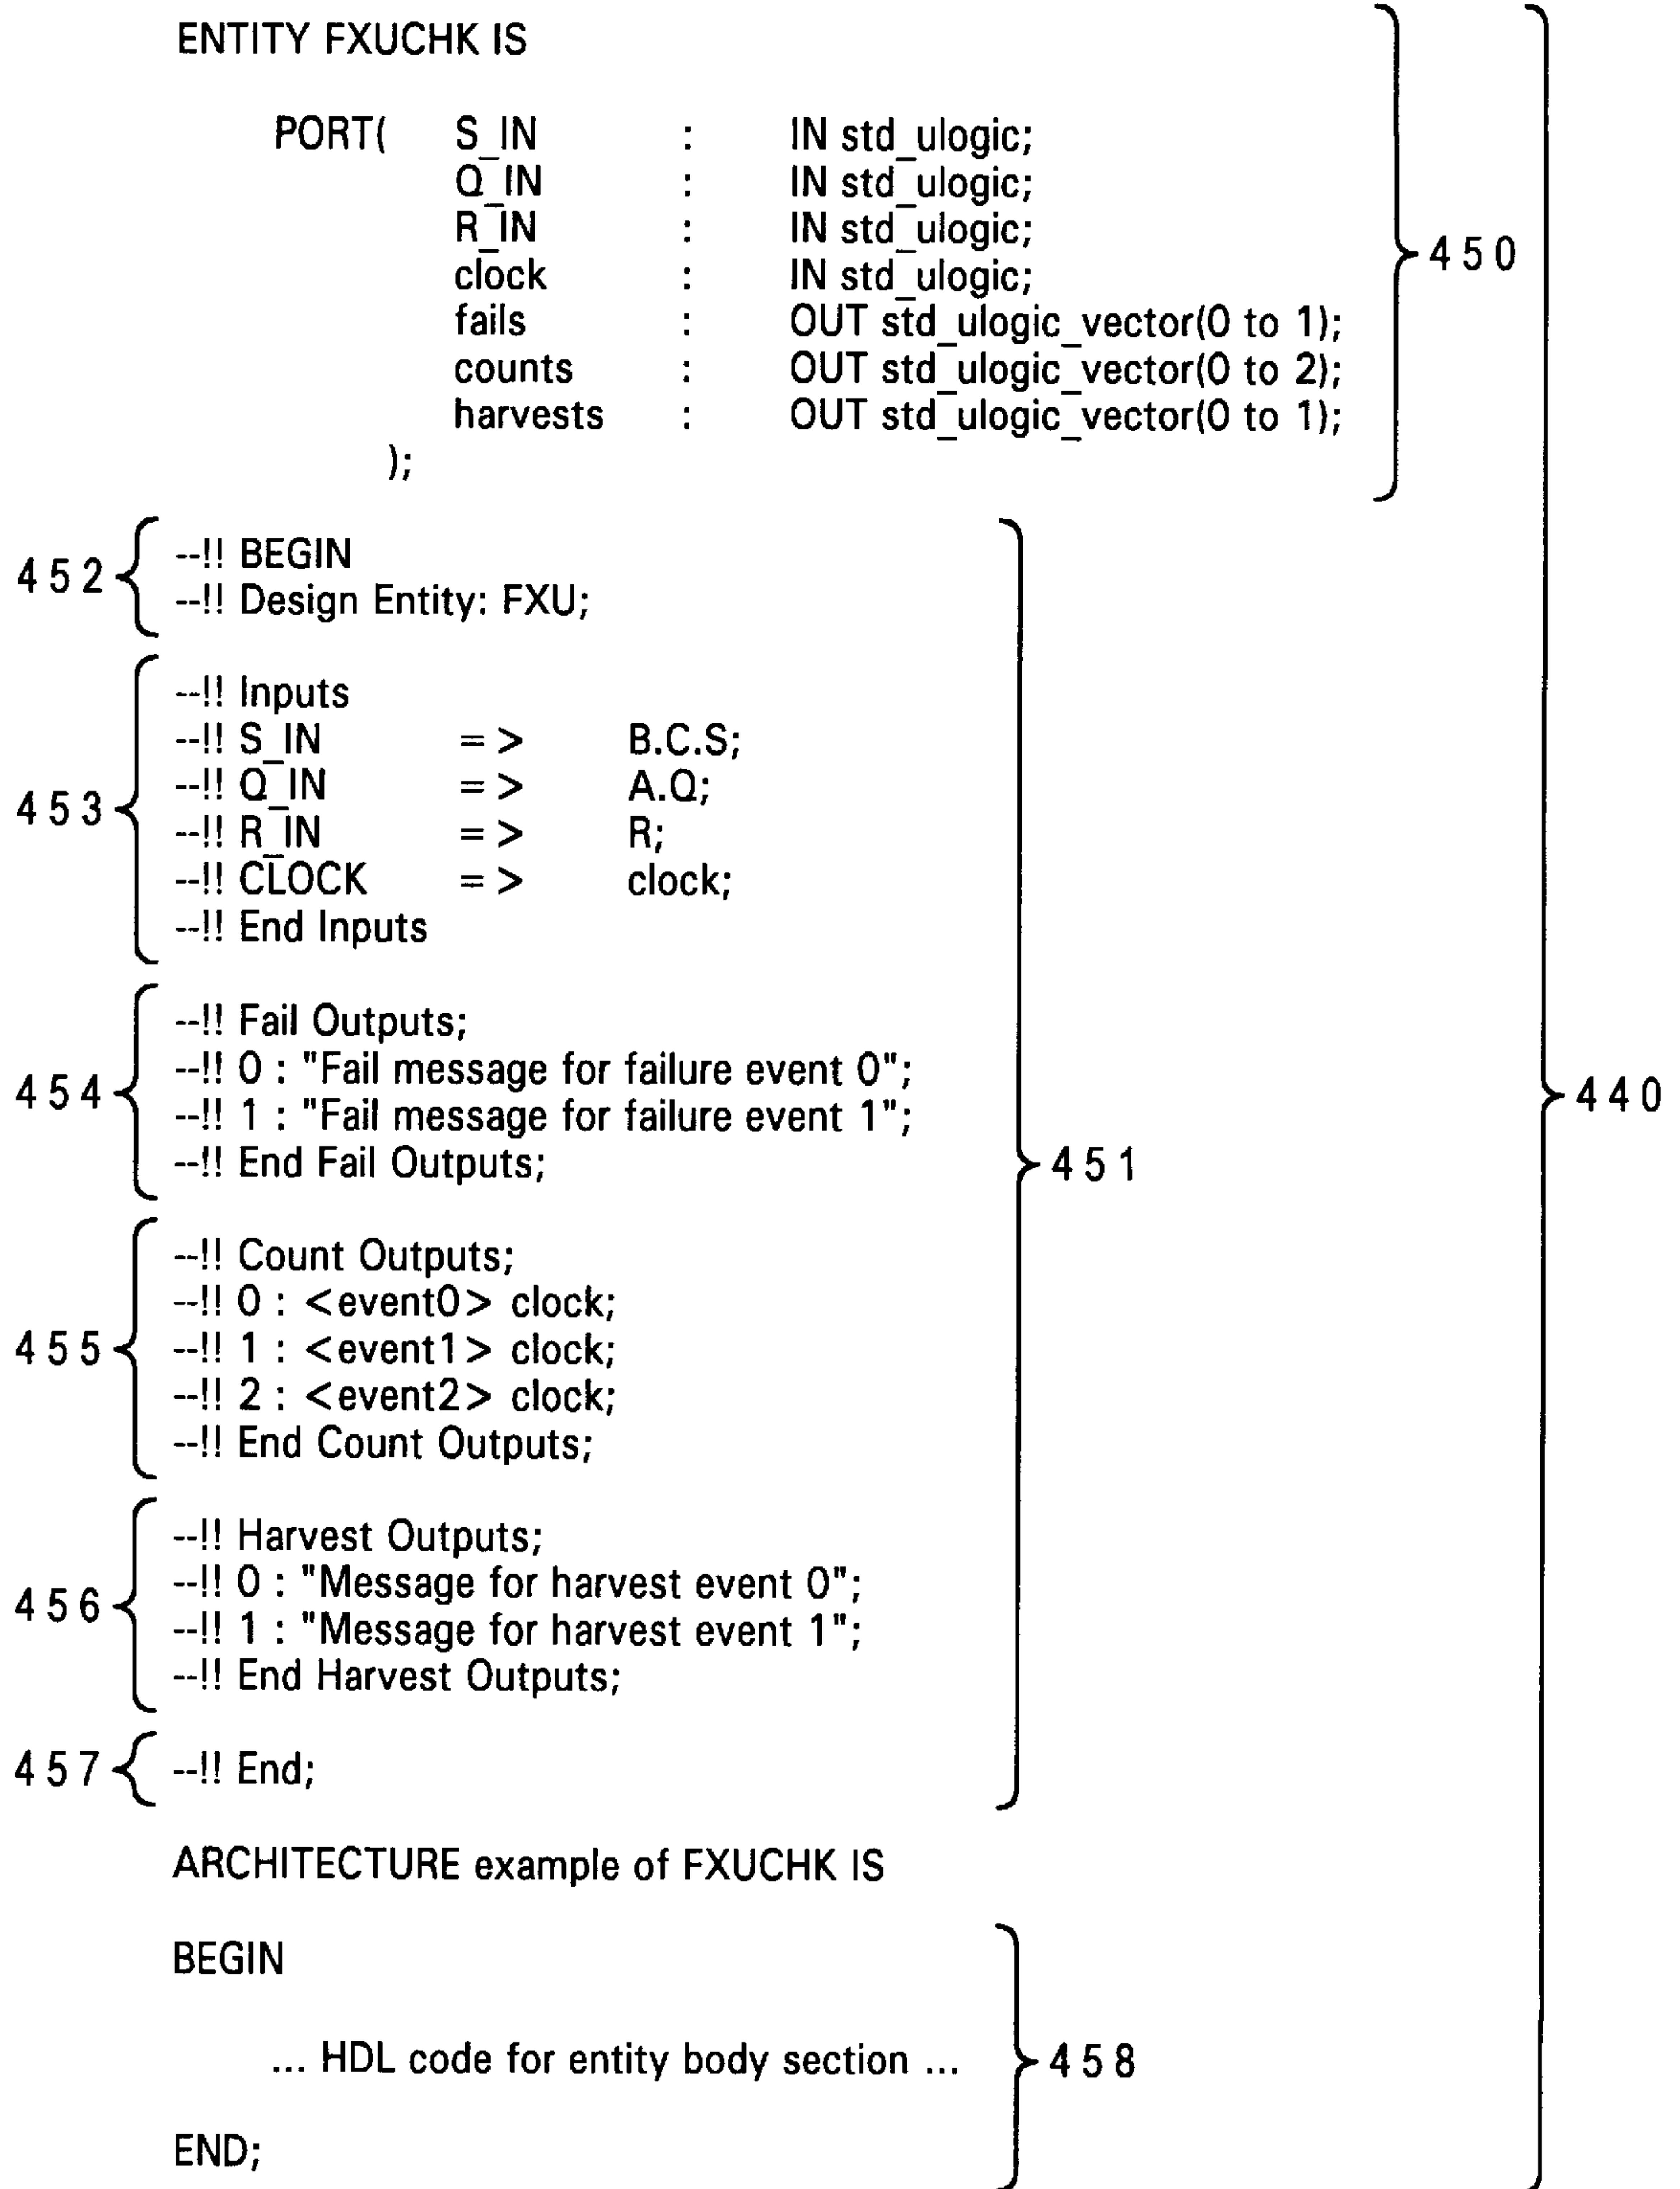 ENTITY FXUCHK IS
PORT( S_IN : IN std_ulogic;
Q_IN : IN std_ulogic;
R_IN : IN std_ulogic;
clock : IN std_ulogic;
fails : OUT std_ulogic_vector(0 to 1);
counts : OUT std_ulogic_vector(0 to 2);
harvests : OUT std_ulogic_vector(0 to 1);
);
450
452
--!! BEGIN
--!! Design Entity: FXU;
453
--!! Inputs
--!! S_IN => B.C.S;
--!! Q_IN => A.Q;
--!! R_IN => R;
--!! CLOCK => clock;
--!! End Inputs
454
--!! Fail Outputs;
--!! 0 : "Fail message for failure event 0";
--!! 1 : "Fail message for failure event 1";
--!! End Fail Outputs;
440
451
455
--!! Count Outputs;
--!! 0 : <event0> clock;
--!! 1 : <event1> clock;
--!! 2 : <event2> clock;
--!! End Count Outputs;
456
--!! Harvest Outputs;
--!! 0 : "Message for harvest event 0";
--!! 1 : "Message for harvest event 1";
--!! End Harvest Outputs;
457
--!! End;
ARCHITECTURE example of FXUCHK IS
BEGIN
... HDL code for entity body section ...
458
END;